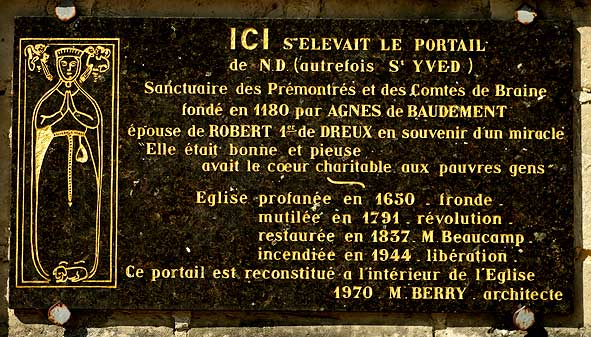 ICI S'ELEVAIT LE PORTAIL
de N.D. (autrefois St YVED)
Sanctuaire des Prémontrés et des Comtes de Braine
fondé en 1180 par AGNES de BAUDEMENT
épouse de ROBERT 1er de DREUX en souvenir d'un miracle
"Elle était bonne et pieuse
avait le cœur charitable aux pauvres gens"
Eglise profanée en 1650 . fronde .
mutilée en 1791 . révolution .
restaurée en 1837 . M. Beaucamp .
incendiée en 1944 . libération
Ce portail est reconstitué a l'intérieur de l'Eglise
1970 . M. BERRY . architecte